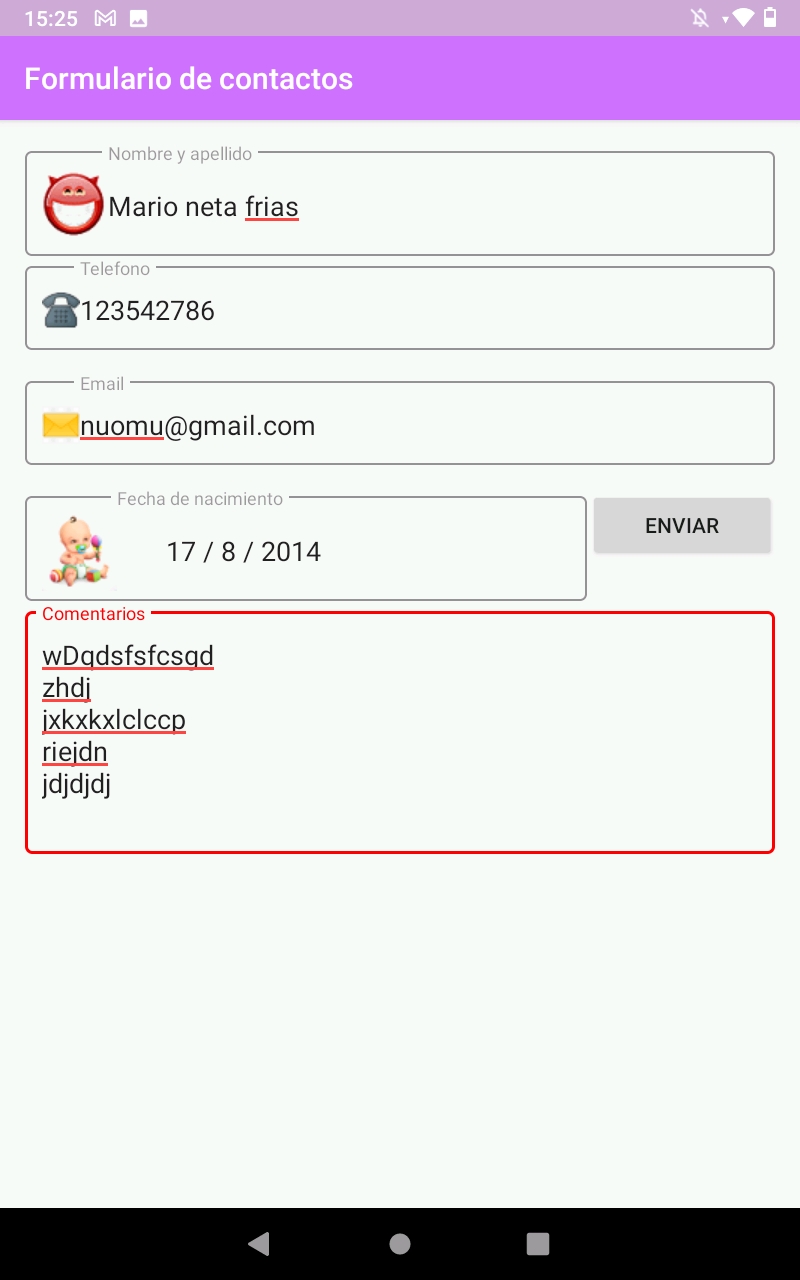 15:25
Formulario de contactos
Nombre y apellido
Mario neta frias
Telefono
123542786
Email
nuomu@gmail.com
Fecha de nacimiento
17 / 8 / 2014
ENVIAR
Comentarios
wDqdsfsfcsgd
zhdj
jxkxkxlclccp
riejdn
jdjdjdj